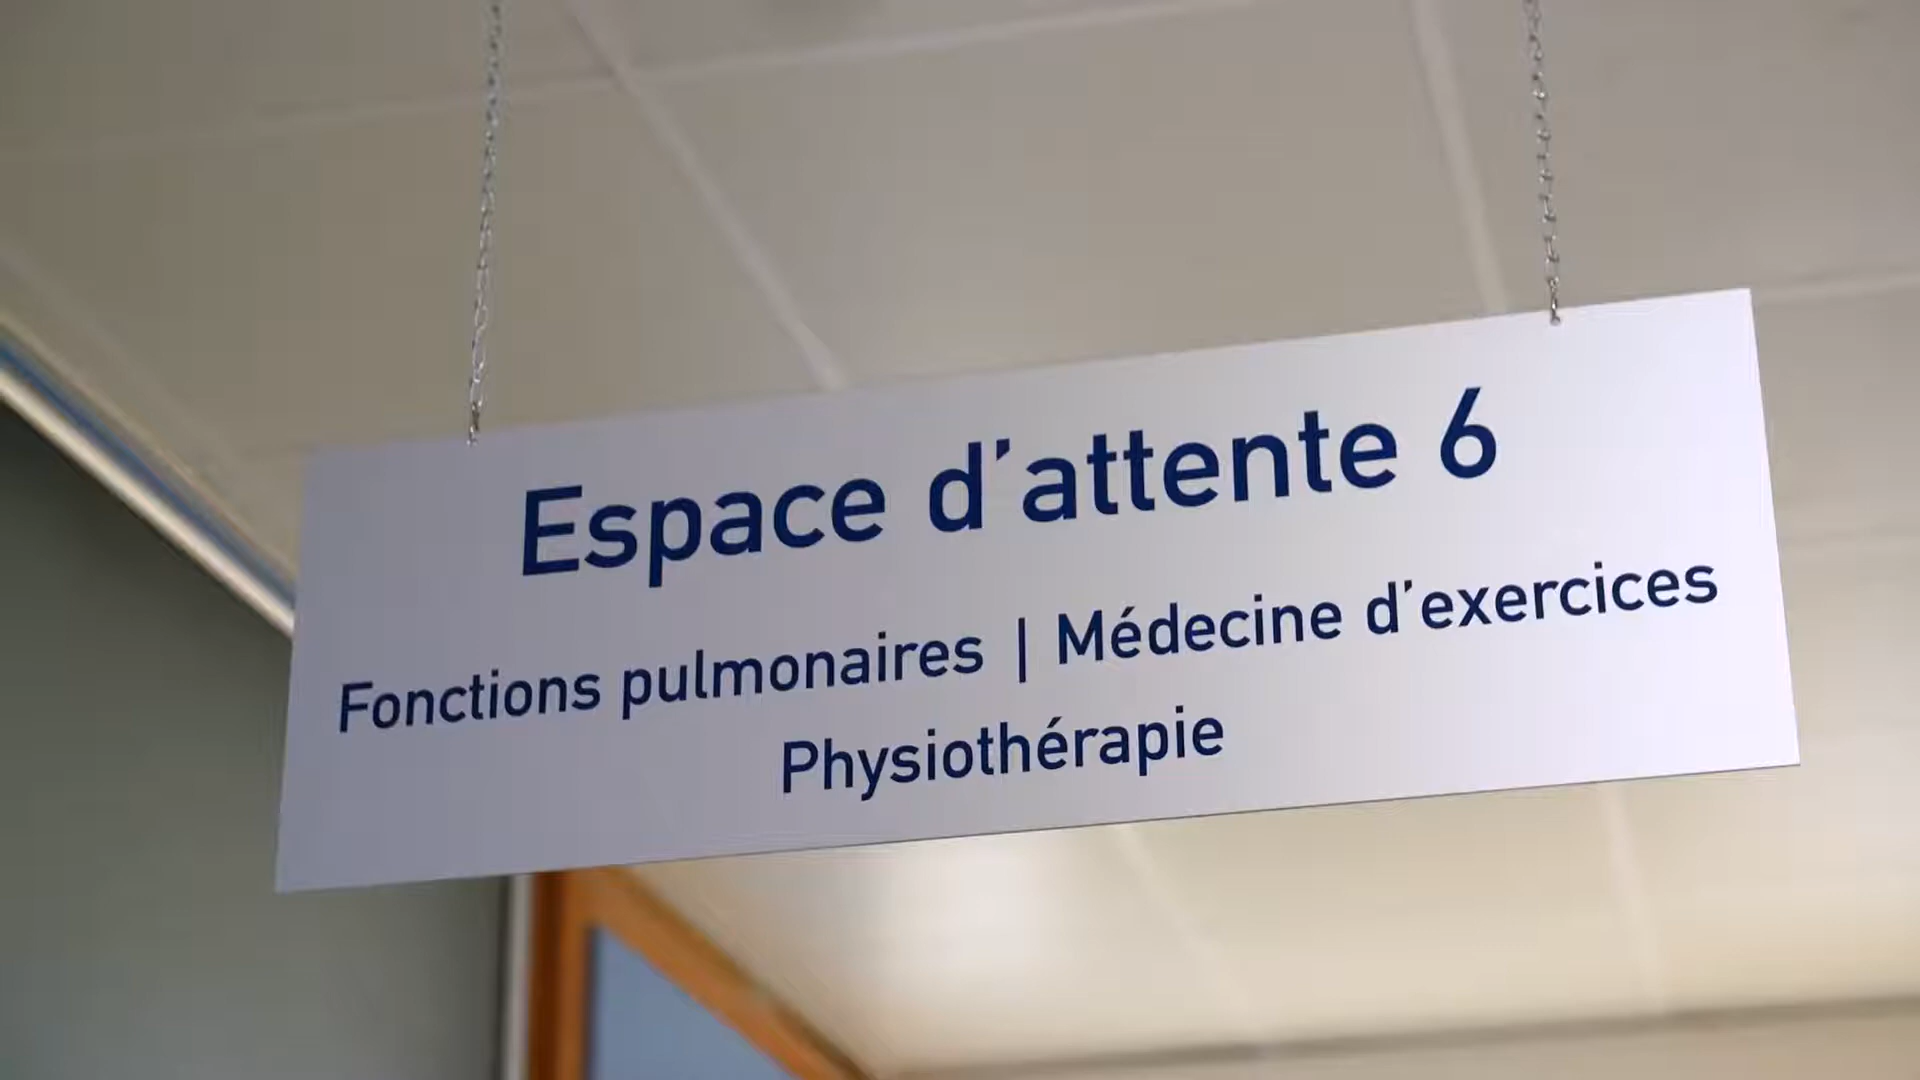 Espace d'attente 6
Fonctions pulmonaires | Médecine d'exercices
Physiothérapie